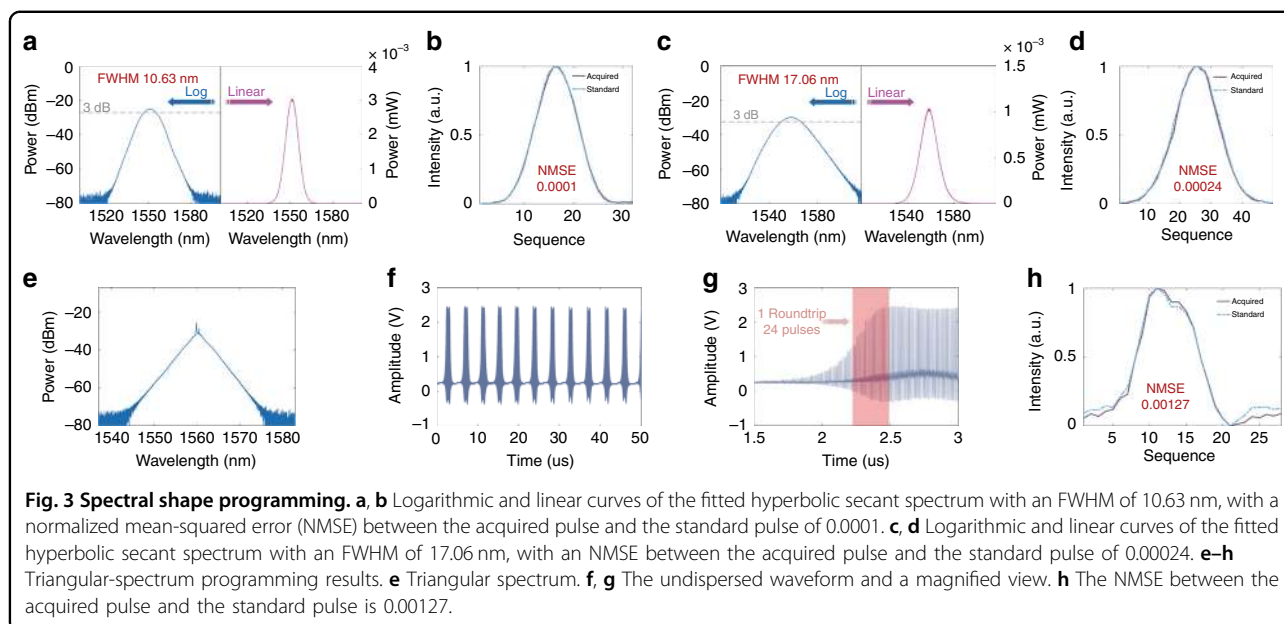 a
0
−20
−40
−60
−80
Power (dBm)
FWHM 10.63 nm
Log
Linear
3 dB
× 10⁻³
4
3
2
1
0
Power (mW)
1520 1550 1580
1520 1550 1580
Wavelength (nm) Wavelength (nm)
b
1
0.5
0
Intensity (a.u.)
Acquired
Standard
NMSE
0.0001
10 20 30
Sequence
c
0
−20
−40
−60
−80
Power (dBm)
FWHM 17.06 nm
Log
Linear
3 dB
× 10⁻³
1.5
1
0.5
0
Power (mW)
1540 1580
1540 1580
Wavelength (nm) Wavelength (nm)
d
1
0.5
0
Intensity (a.u.)
Acquired
Standard
NMSE
0.00024
10 20 30 40
Sequence
e
−20
−40
−60
−80
Power (dBm)
1540 1550 1560 1570 1580
Wavelength (nm)
f
3
2
1
0
−1
Amplitude (V)
0 10 20 30 40 50
Time (us)
g
3
2
1
0
−1
Amplitude (V)
1 Roundtrip
24 pulses
1.5 2 2.5 3
Time (us)
h
1
0.5
0
Intensity (a.u.)
Acquired
Standard
NMSE
0.00127
5 10 15 20 25
Sequence
Fig. 3 Spectral shape programming. a, b Logarithmic and linear curves of the fitted hyperbolic secant spectrum with an FWHM of 10.63 nm, with a
normalized mean-squared error (NMSE) between the acquired pulse and the standard pulse of 0.0001. c, d Logarithmic and linear curves of the fitted
hyperbolic secant spectrum with an FWHM of 17.06 nm, with an NMSE between the acquired pulse and the standard pulse of 0.00024. e–h
Triangular-spectrum programming results. e Triangular spectrum. f, g The undispersed waveform and a magnified view. h The NMSE between the
acquired pulse and the standard pulse is 0.00127.